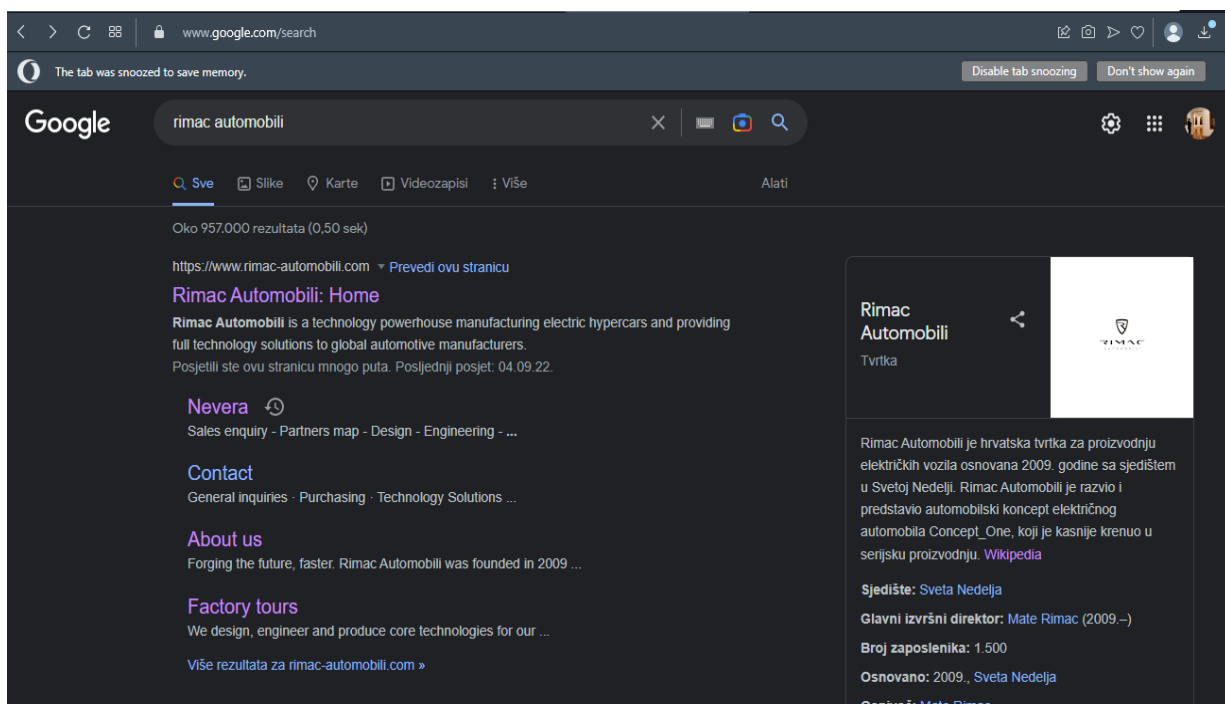 www.google.com/search
The tab was snoozed to save memory.
Disable tab snoozing
Don't show again
Google
rimac automobili
Sve
Slike
Karte
Videozapisi
Više
Alati
Oko 957.000 rezultata (0,50 sek)
https://www.rimac-automobili.com
Prevedi ovu stranicu
Rimac Automobili: Home
Rimac Automobili is a technology powerhouse manufacturing electric hypercars and providing
full technology solutions to global automotive manufacturers.
Posjetili ste ovu stranicu mnogo puta. Posljednji posjet: 04.09.22.
Nevera
Sales enquiry - Partners map - Design - Engineering - ...
Contact
General inquiries · Purchasing · Technology Solutions ...
About us
Forging the future, faster. Rimac Automobili was founded in 2009 ...
Factory tours
We design, engineer and produce core technologies for our ...
Više rezultata za rimac-automobili.com »
Rimac
Automobili
Tvrtka
RIMAC
AUTOMOBILI
Rimac Automobili je hrvatska tvrtka za proizvodnju
električkih vozila osnovana 2009. godine sa sjedištem
u Svetoj Nedelji. Rimac Automobili je razvio i
predstavio automobilski koncept električnog
automobila Concept_One, koji je kasnije krenuo u
serijsku proizvodnju. Wikipedia
Sjedište: Sveta Nedelja
Glavni izvršni direktor: Mate Rimac (2009.–)
Broj zaposlenika: 1.500
Osnovano: 2009., Sveta Nedelja
Osnivač: Mate Rimac